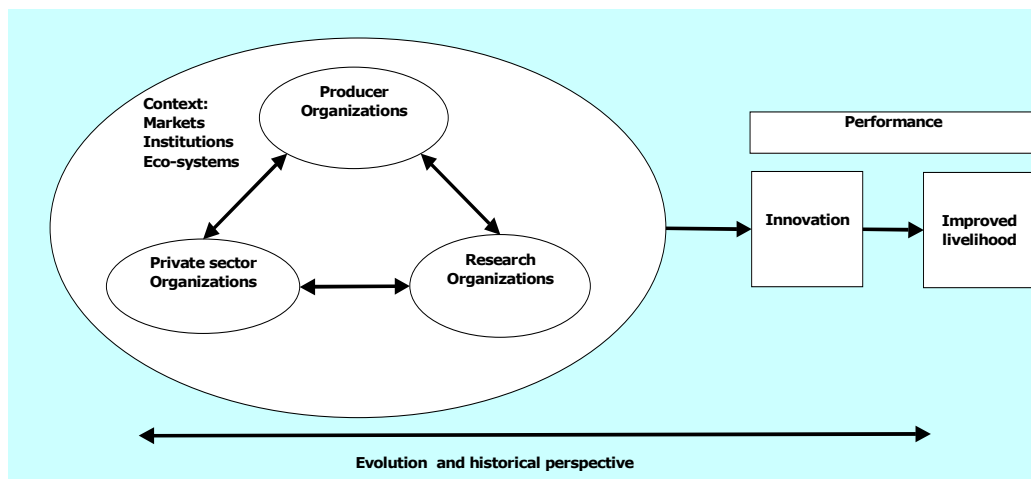 Context:
Markets
Institutions
Eco-systems
Producer
Organizations
Private sector
Organizations
Research
Organizations
Performance
Innovation
Improved
livelihood
Evolution and historical perspective